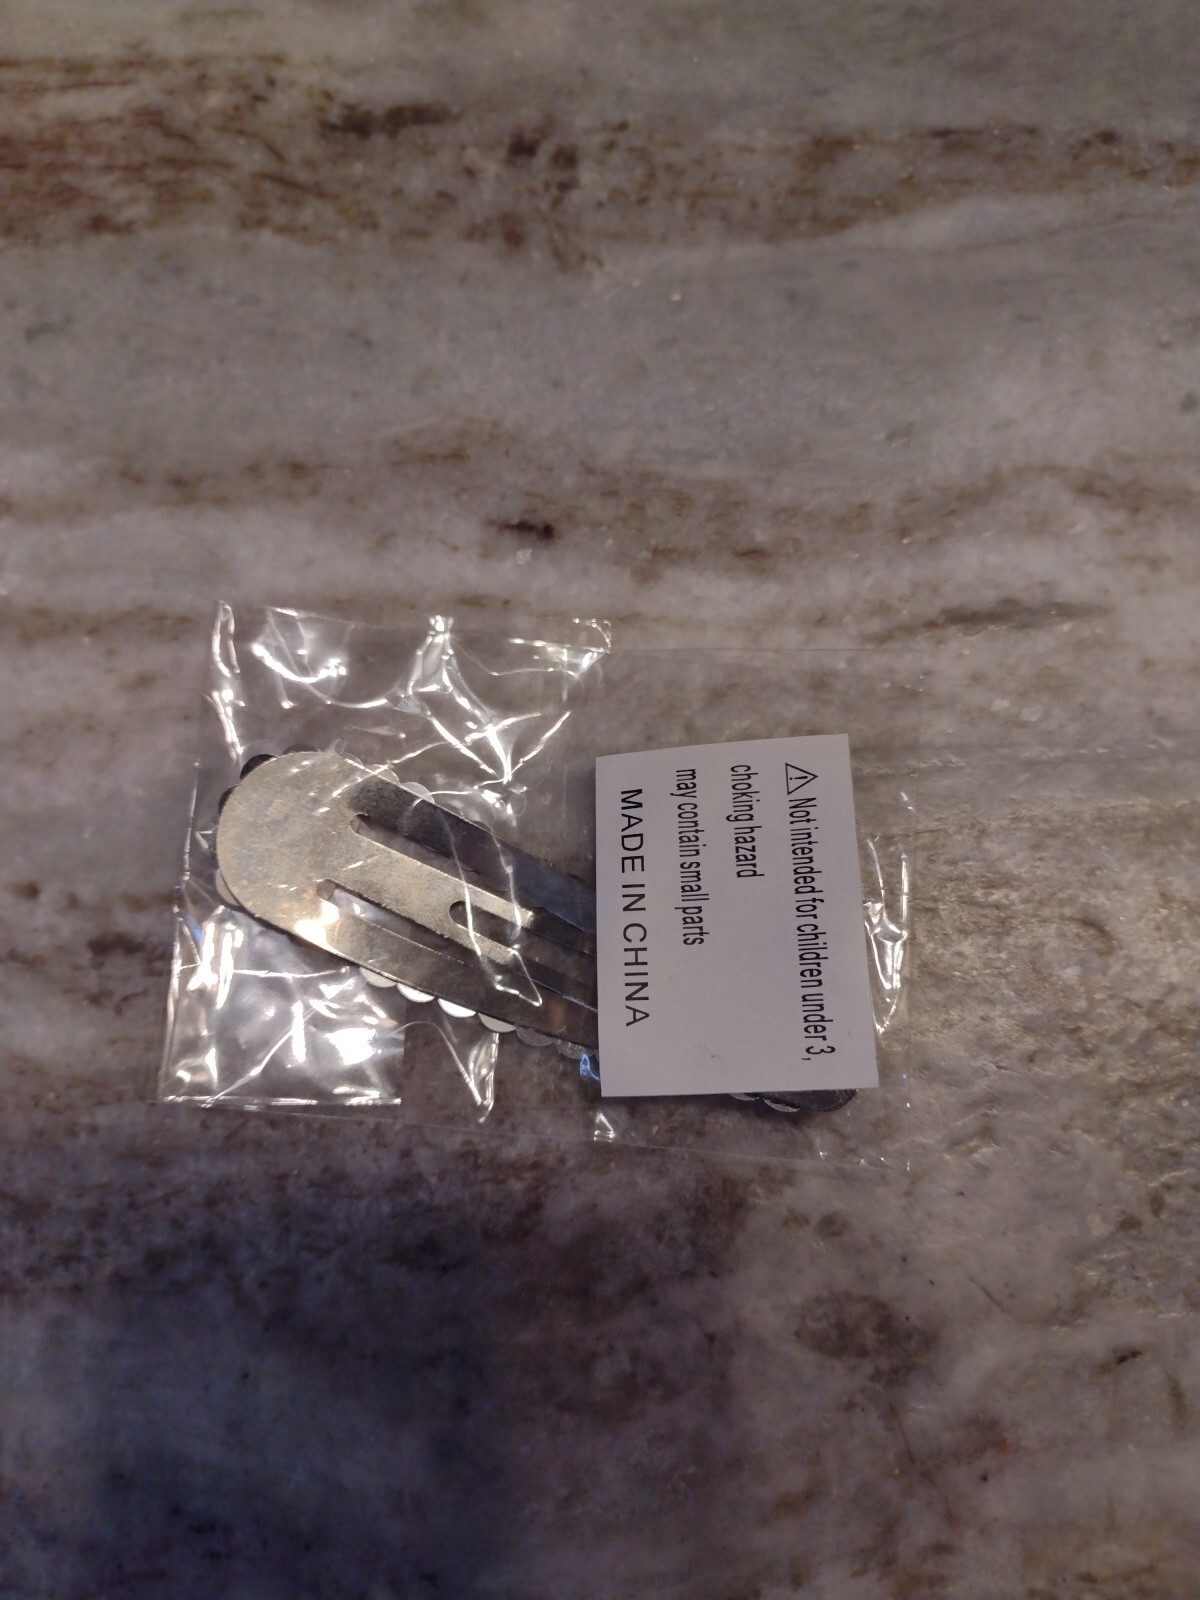 ⚠ Not intended for children under 3,
choking hazard
may contain small parts
MADE IN CHINA